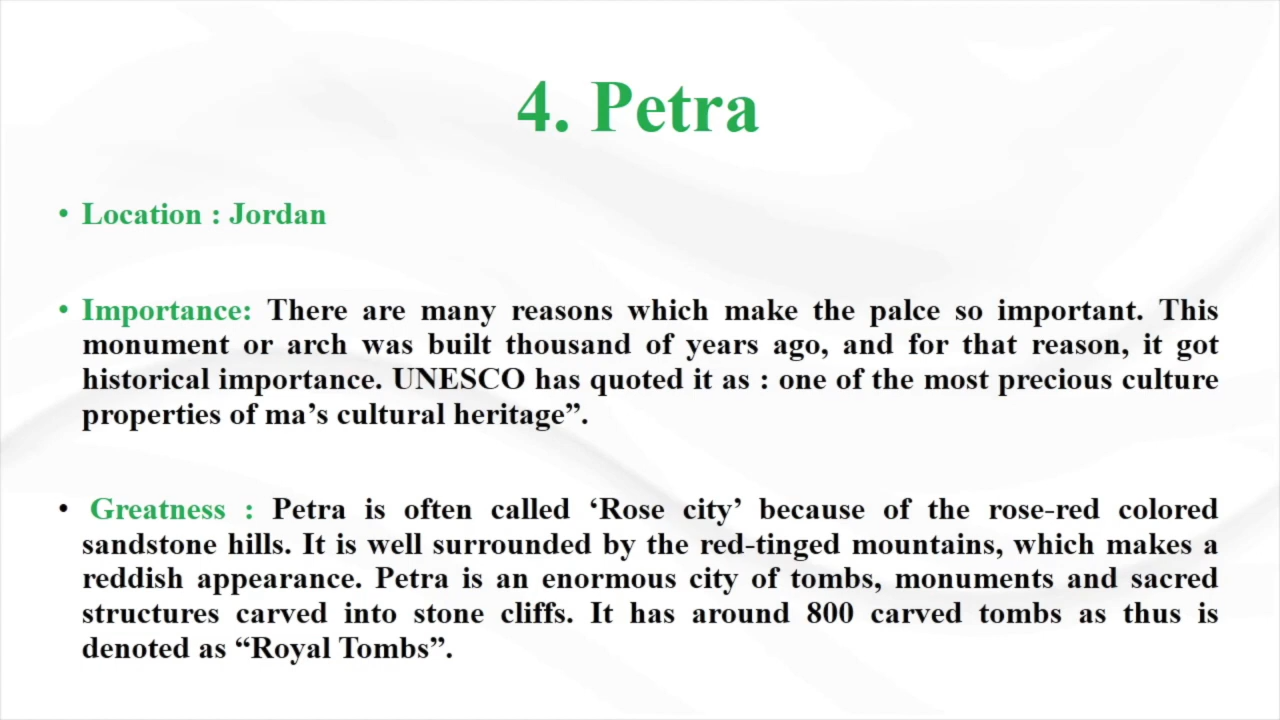 4. Petra
• Location : Jordan
• Importance: There are many reasons which make the palce so important. This
monument or arch was built thousand of years ago, and for that reason, it got
historical importance. UNESCO has quoted it as : one of the most precious culture
properties of ma’s cultural heritage”.
• Greatness : Petra is often called ‘Rose city’ because of the rose-red colored
sandstone hills. It is well surrounded by the red-tinged mountains, which makes a
reddish appearance. Petra is an enormous city of tombs, monuments and sacred
structures carved into stone cliffs. It has around 800 carved tombs as thus is
denoted as “Royal Tombs”.